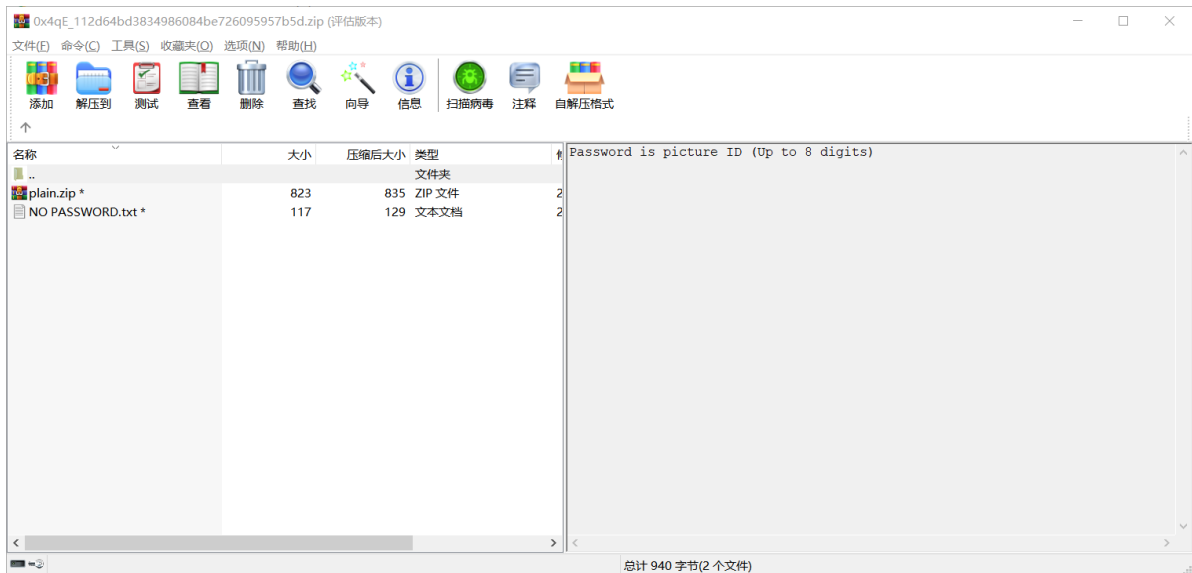 0x4qE_112d64bd3834986084be726095957b5d.zip (评估版本)
文件(F) 命令(C) 工具(S) 收藏夹(O) 选项(N) 帮助(H)
添加 解压到 测试 查看 删除 查找 向导 信息 扫描病毒 注释 自解压格式
名称 大小 压缩后大小 类型
.. 文件夹
plain.zip * 823 835 ZIP 文件 2
NO PASSWORD.txt * 117 129 文本文档 2
Password is picture ID (Up to 8 digits)
总计 940 字节(2 个文件)